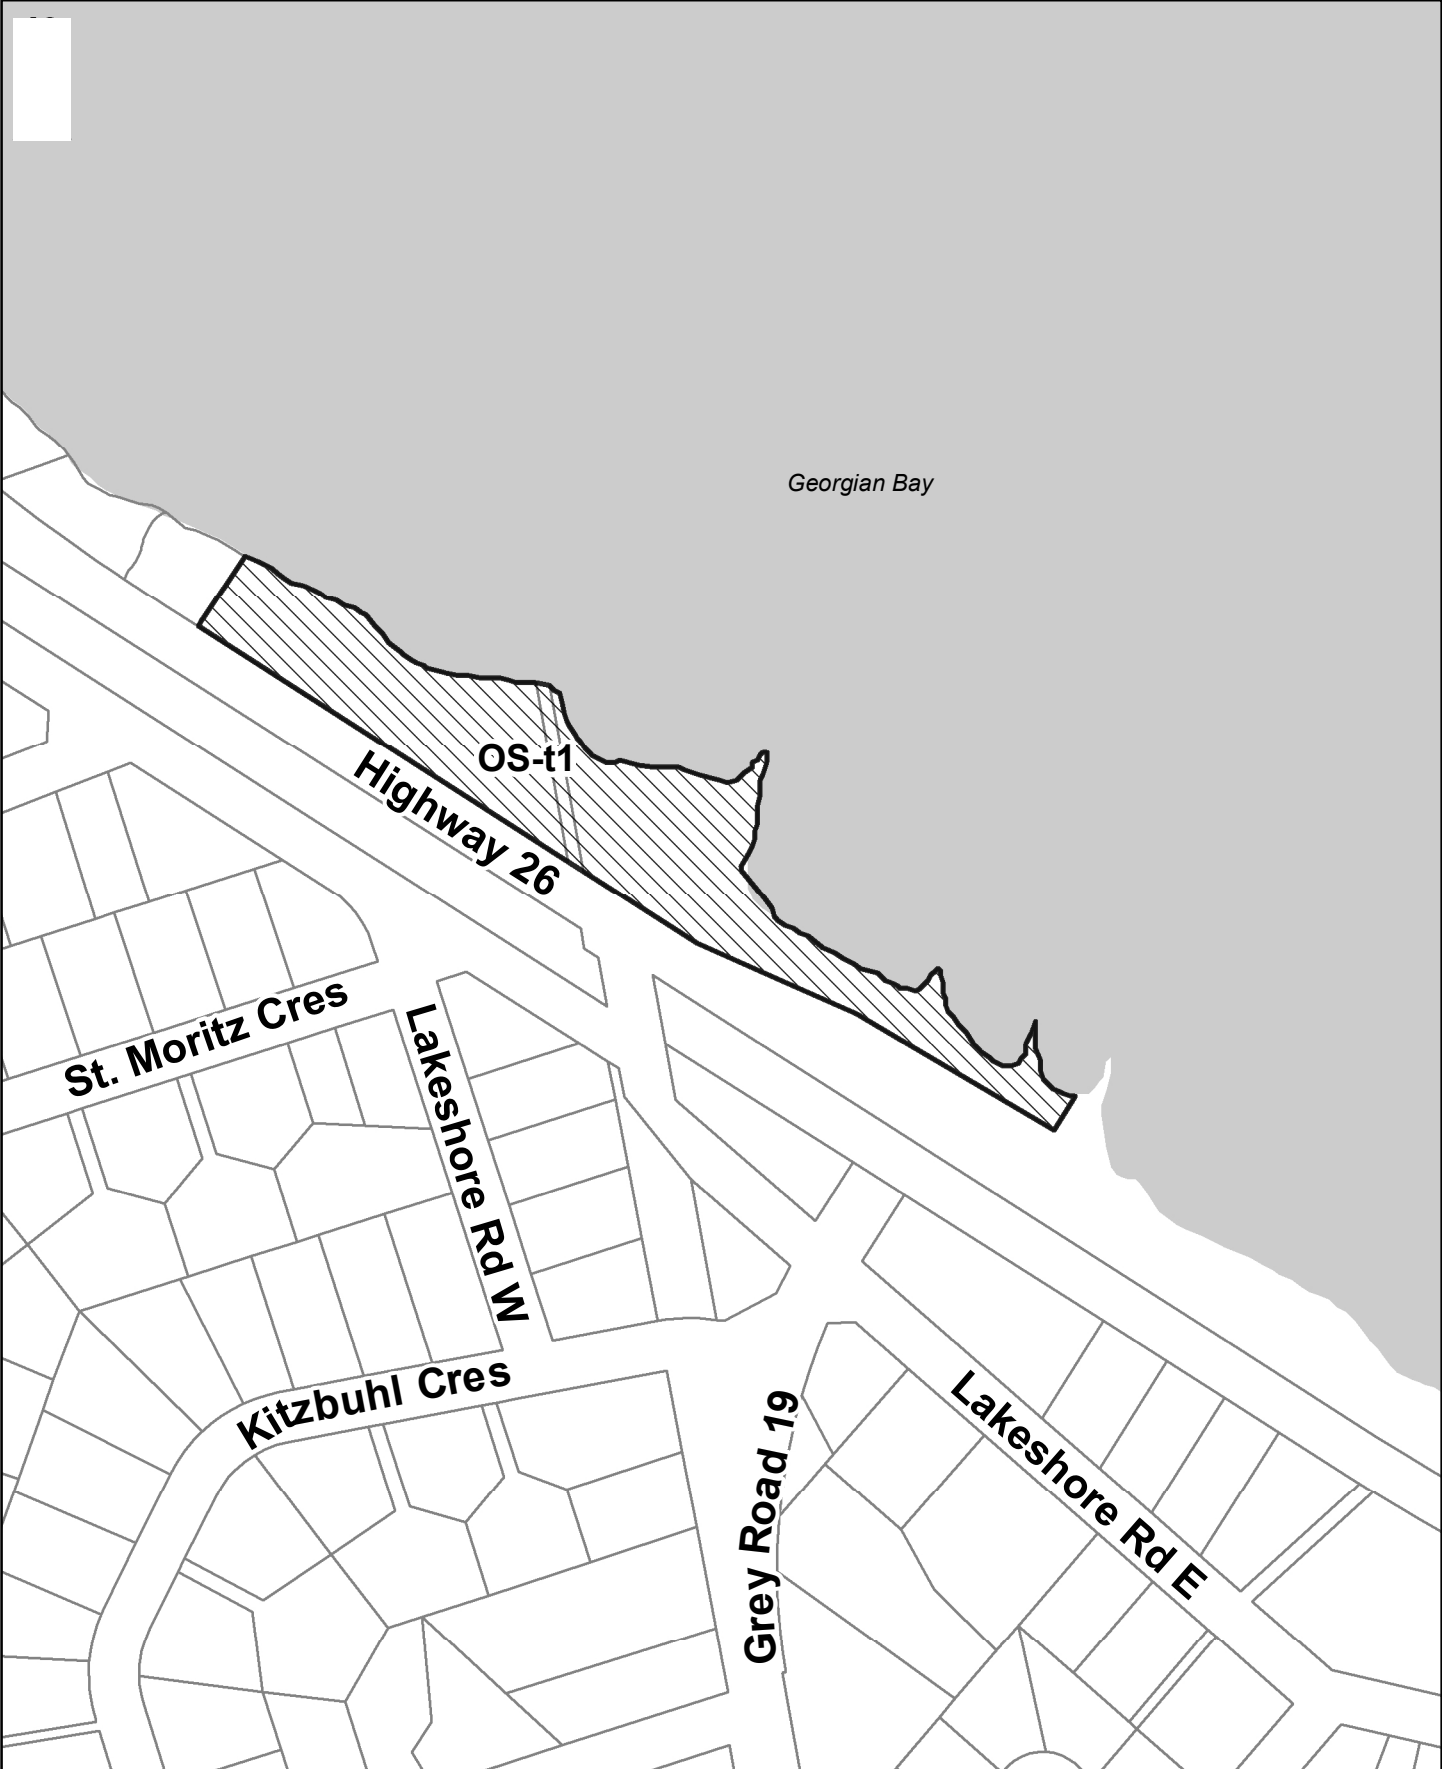 Georgian Bay
OS-t1
Highway 26
St. Moritz Cres
Lakeshore Rd W
Kitzbuhl Cres
Grey Road 19
Lakeshore Rd E